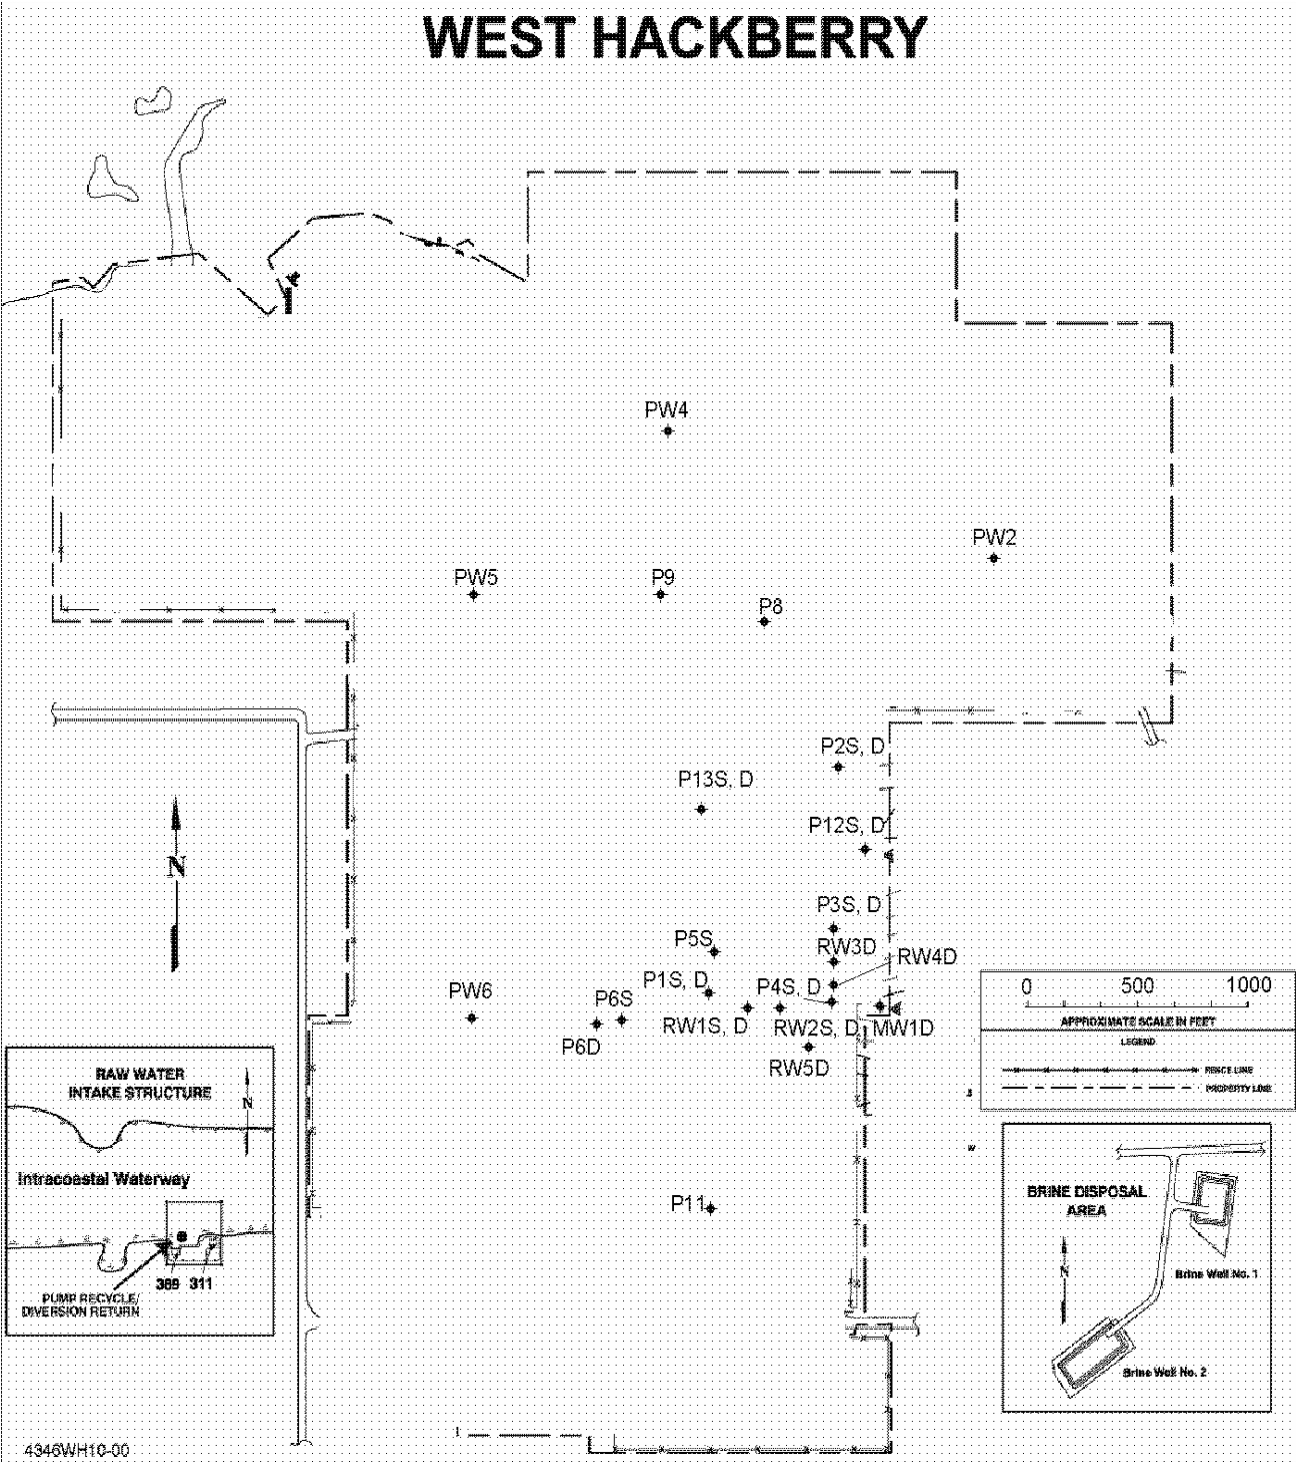 WEST HACKBERRY
PW4
PW2
PW5
P9
P8
P2S, D
P13S, D
P12S, D
N
P3S, D
P5S
RW3D
RW4D
P1S, D
P4S, D
PW6
P6S
RW1S, D
RW2S, D
MW1D
P6D
RW5D
0 500 1000
APPROXIMATE SCALE IN FEET
LEGEND
FENCE LINE
PROPERTY LINE
RAW WATER
INTAKE STRUCTURE
N
Intracoastal Waterway
389 311
PUMP RECYCLE/
DIVERSION RETURN
P11
BRINE DISPOSAL
AREA
N
Brine Well No. 1
Brine Well No. 2
4346WH10-00